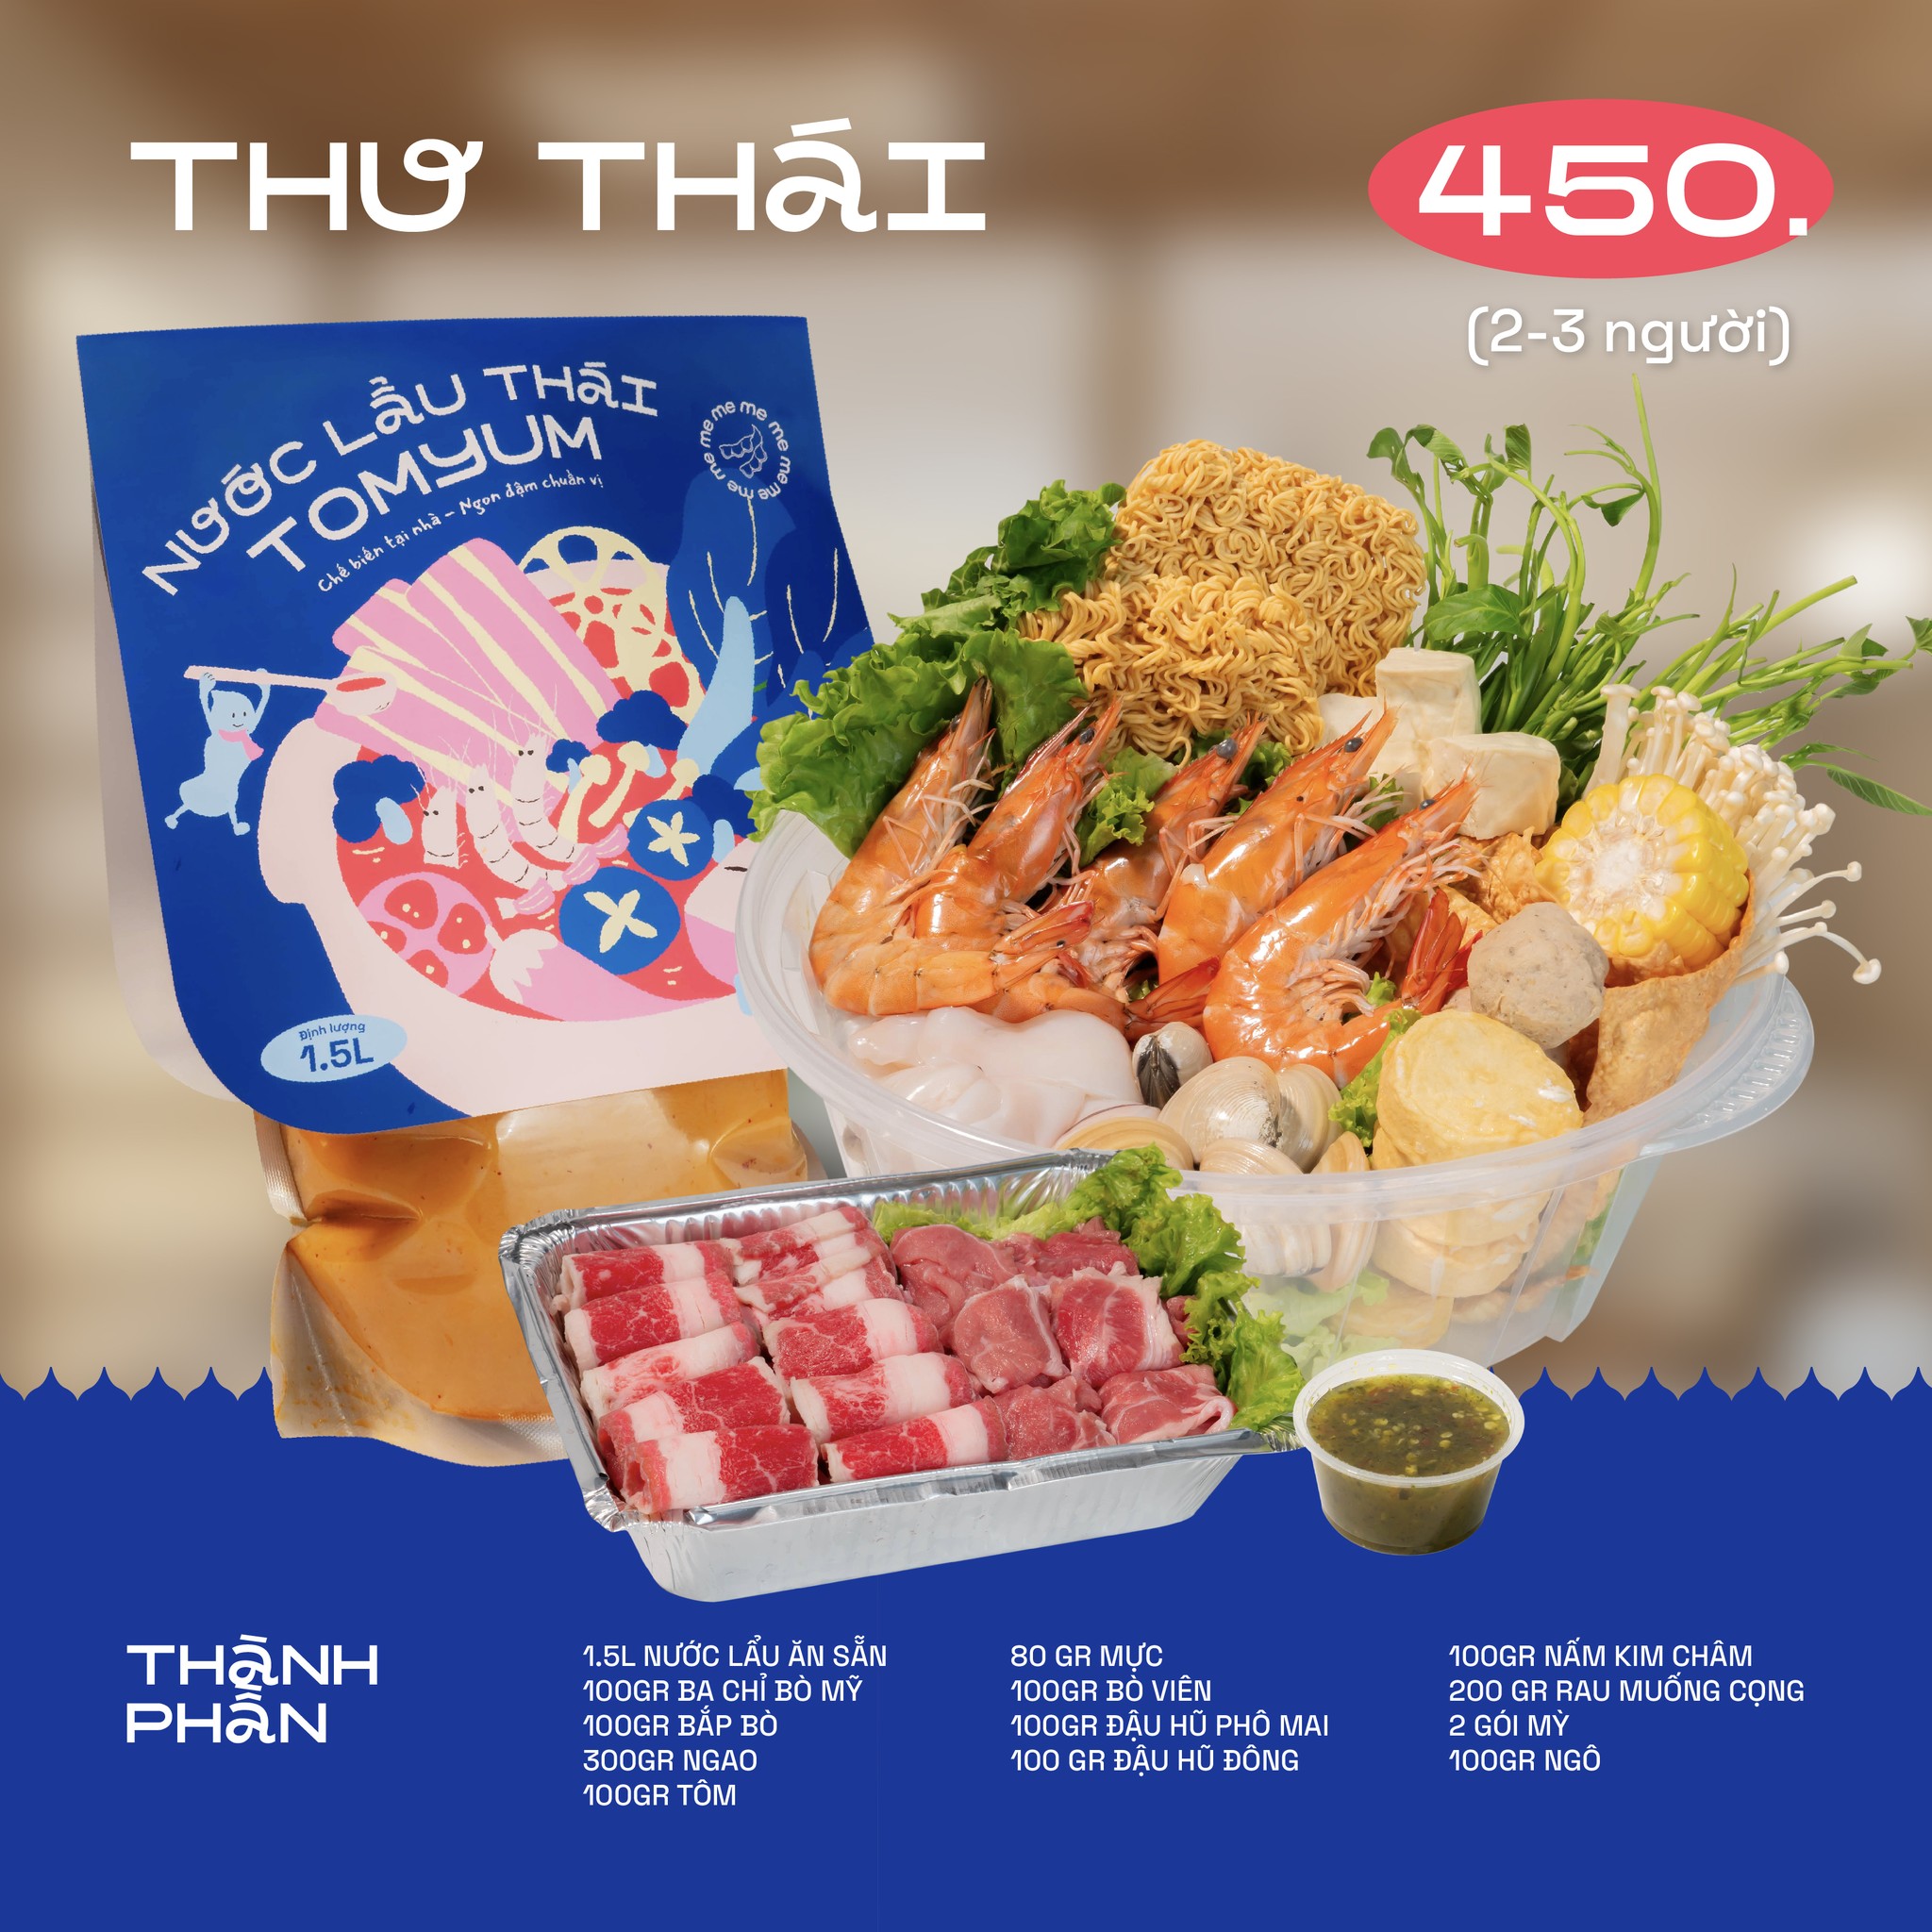 THƯ THÁI
450.
(2-3 người)
NƯỚC LẨU THÁI
TOMYUM
Chế biến tại nhà – Ngon đậm chuẩn vị
me me me me me me me me me
Định lượng
1.5L
THÀNH
PHẦN
1.5L NƯỚC LẨU ĂN SẴN
100GR BA CHỈ BÒ MỸ
100GR BẮP BÒ
300GR NGAO
100GR TÔM
80 GR MỰC
100GR BÒ VIÊN
100GR ĐẬU HŨ PHÔ MAI
100 GR ĐẬU HŨ ĐÔNG
100GR NẤM KIM CHÂM
200 GR RAU MUỐNG CỌNG
2 GÓI MỲ
100GR NGÔ